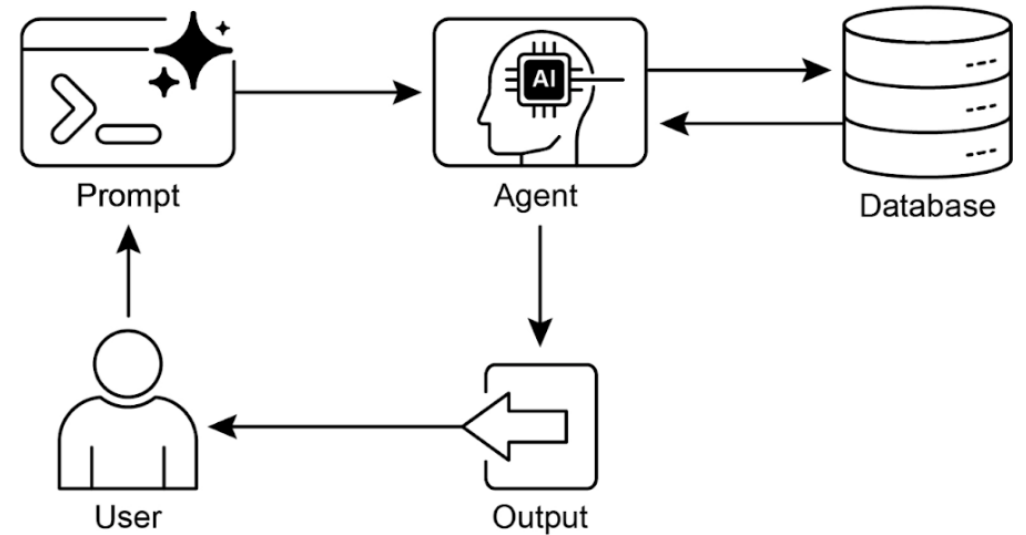 AI
Prompt
Agent
Database
User
Output